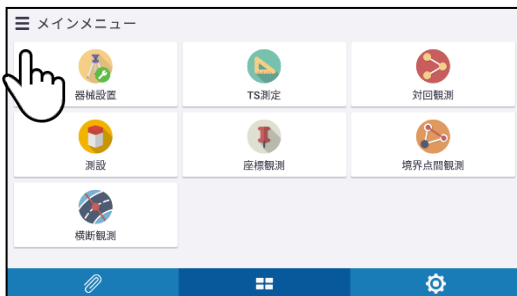 メインメニュー
器械設置
TS測定
対回観測
測設
座標観測
境界点間観測
横断観測